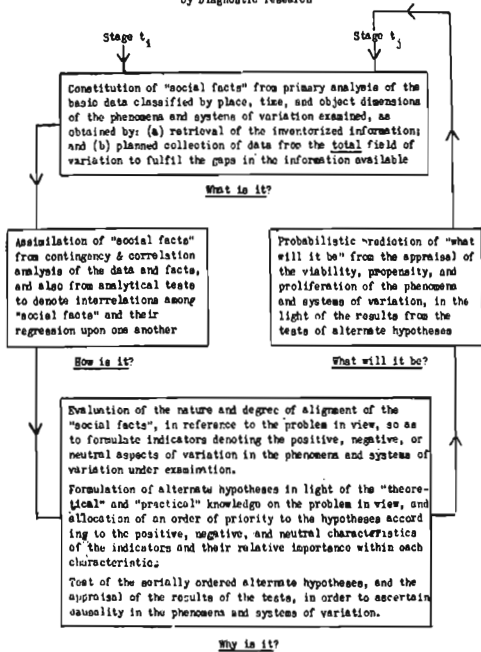 by Diagnostic research
Stage t_i
Stage t_j
Constitution of "social facts" from primary analysis of the
basic data classified by place, time, and object dimensions
of the phenomena and systems of variation examined, as
obtained by: (a) retrieval of the inventorized information;
and (b) planned collection of data from the total field of
variation to fulfil the gaps in the information available
What is it?
Assimilation of "social facts"
from contingency & correlation
analysis of the data and facts,
and also from analytical tests
to denote interrelations among
"social facts" and their
regression upon one another
How is it?
Probabilistic prediction of "what
will it be" from the appraisal of
the viability, propensity, and
proliferation of the phenomena
and systems of variation, in the
light of the results from the
tests of alternate hypotheses
What will it be?
Evaluation of the nature and degree of alignment of the
"social facts", in reference to the problem in view, so as
to formulate indicators denoting the positive, negative, or
neutral aspects of variation in the phenomena and systems of
variation under examination.
Formulation of alternate hypotheses in light of the "theore-
tical" and "practical" knowledge on the problem in view, and
allocation of an order of priority to the hypotheses accord
ing to the positive, negative, and neutral characteristics
of the indicators and their relative importance within each
characteristic;
Test of the serially ordered alternate hypotheses, and the
appraisal of the results of the tests, in order to ascertain
causality in the phenomena and systems of variation.
Why is it?